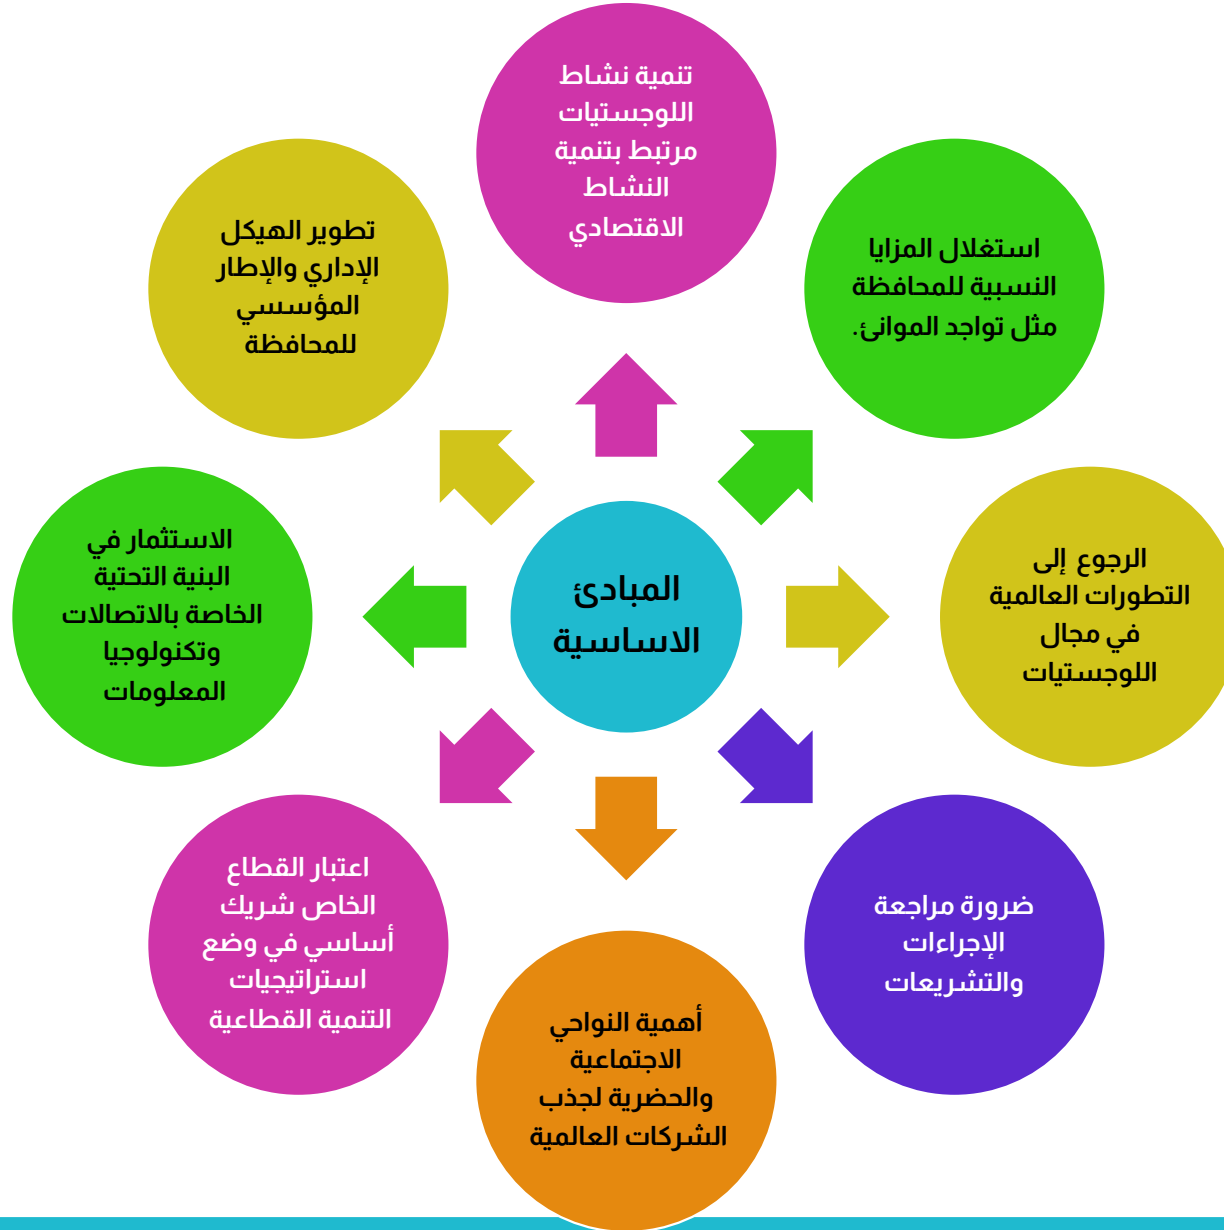 تنمية نشاط
اللوجستيات
مرتبط بتنمية
النشاط
الاقتصادي
استغلال المزايا
النسبية للمحافظة
مثل تواجد الموانئ.
الرجوع إلى
التطورات العالمية
في مجال
اللوجستيات
ضرورة مراجعة
الإجراءات
والتشريعات
أهمية النواحي
الاجتماعية
والحضرية لجذب
الشركات العالمية
اعتبار القطاع
الخاص شريك
أساسي في وضع
استراتيجيات
التنمية القطاعية
الاستثمار في
البنية التحتية
الخاصة بالاتصالات
وتكنولوجيا
المعلومات
تطوير الهيكل
الإداري والإطار
المؤسسي
للمحافظة
المبادئ
الاساسية